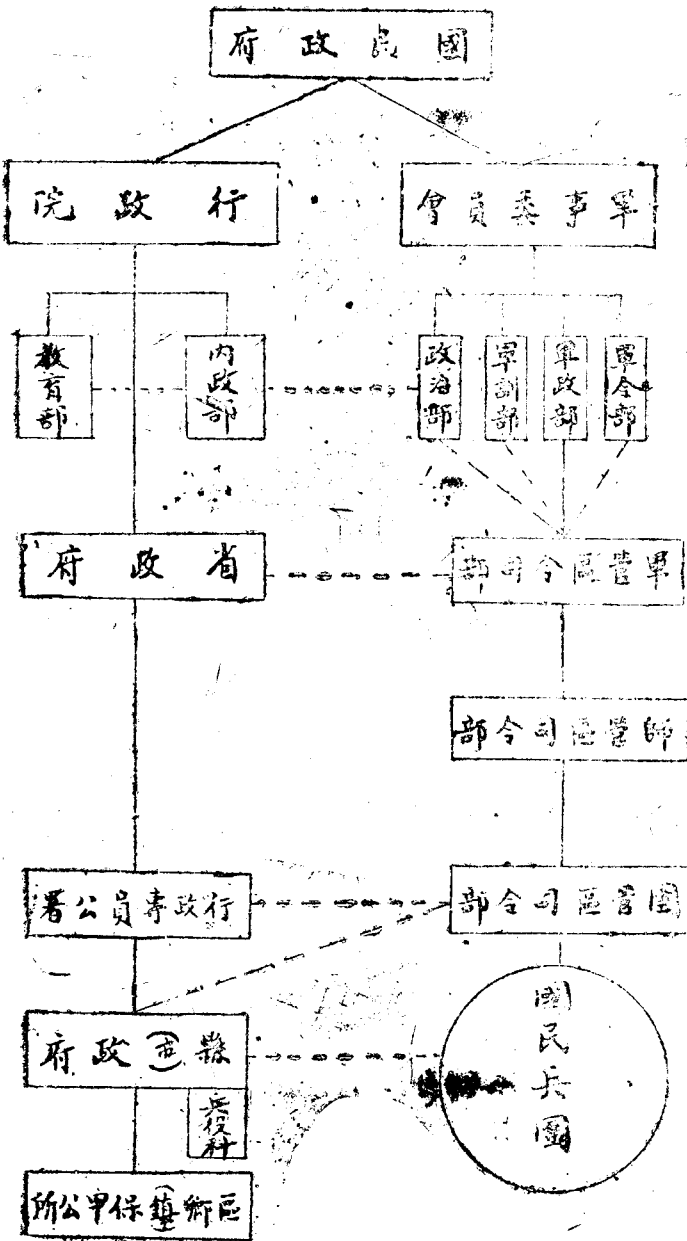 國民政府
軍事委員會
行政院
軍令部
軍政部
軍訓部
政治部
內政部
教育部
軍管區司令部
省政府
師管區司令部
團管區司令部
行政專員公署
國民兵團
縣(市)政府
兵役科
區鄉(鎮)保甲公所